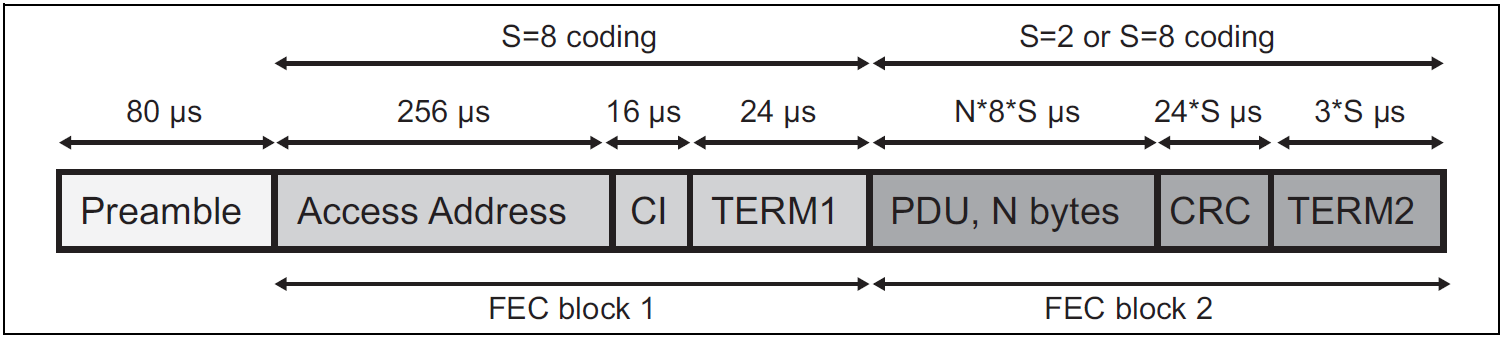 S=8 coding S=2 or S=8 coding
80 µs 256 µs 16 µs 24 µs N*8*S µs 24*S µs 3*S µs
Preamble Access Address CI TERM1 PDU, N bytes CRC TERM2
FEC block 1 FEC block 2